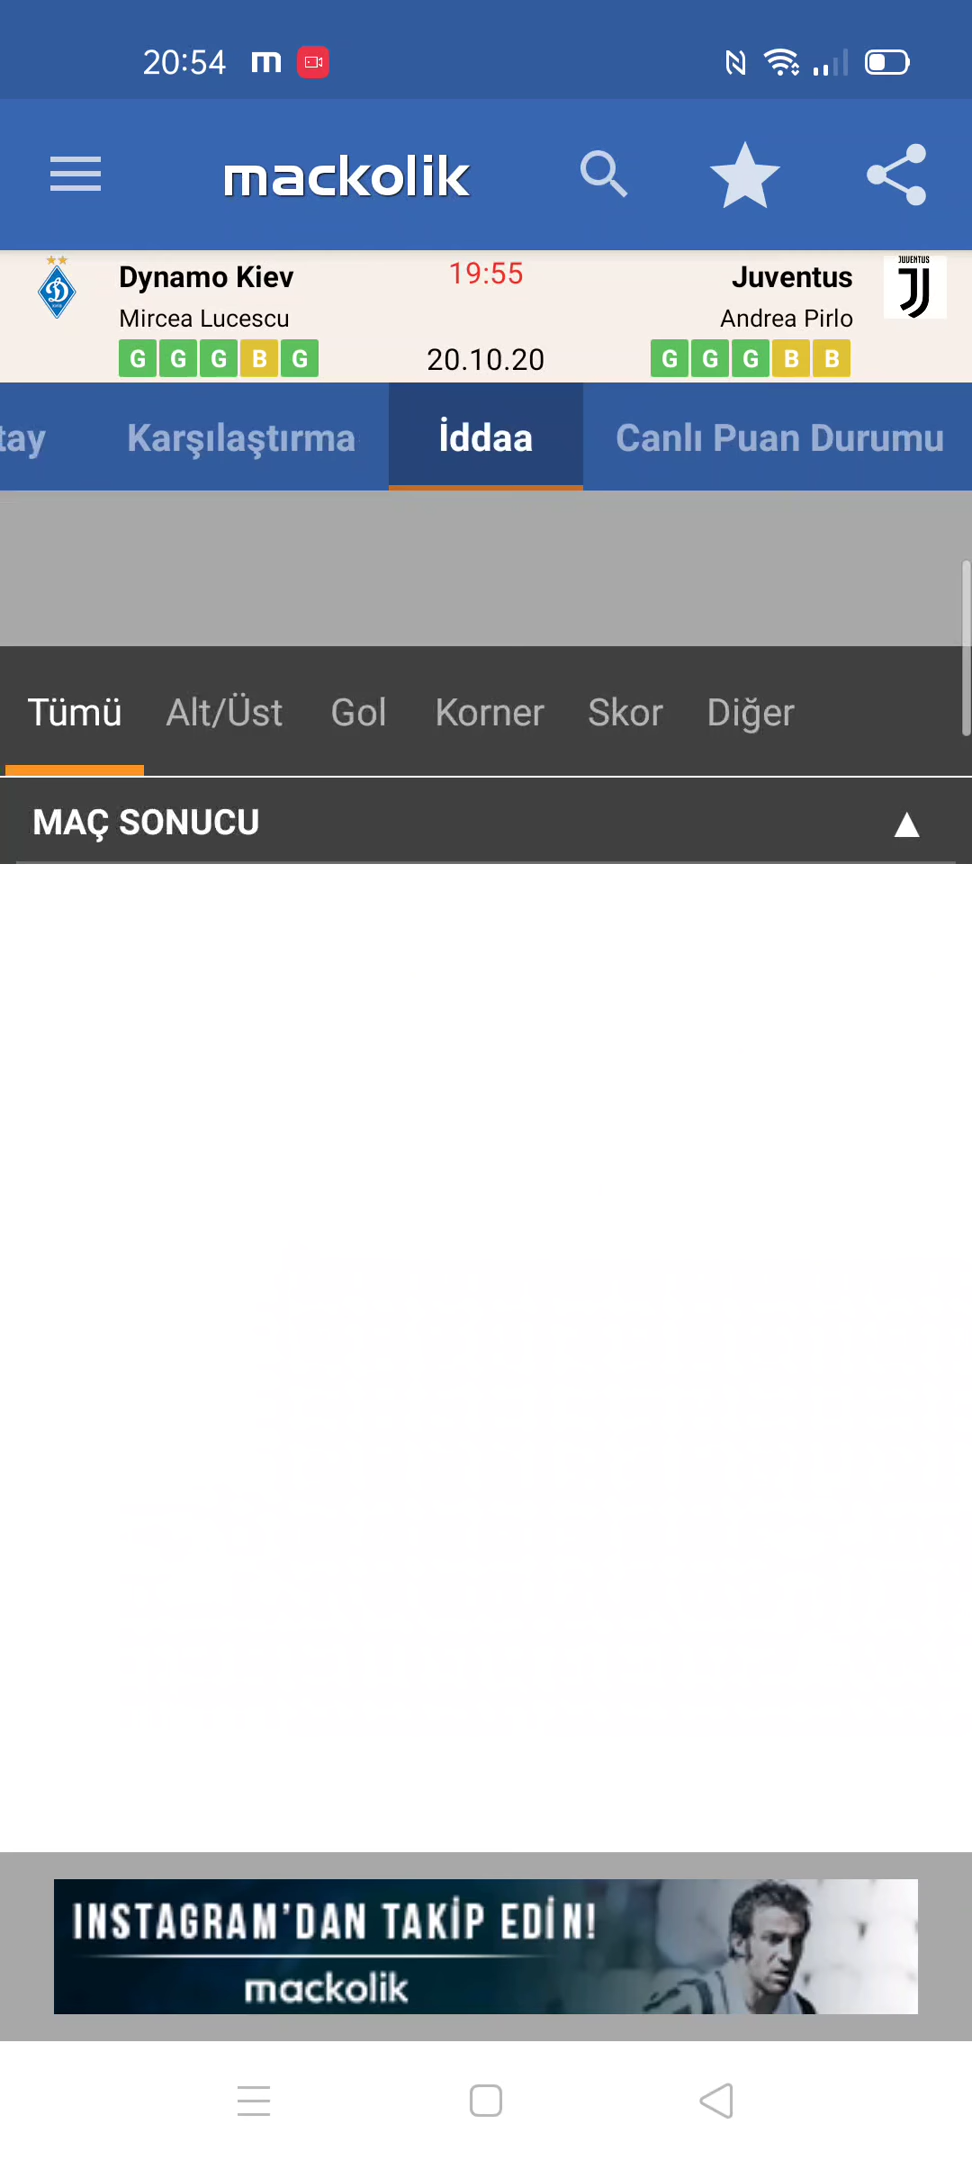 20:54 m
mackolik
Dynamo Kiev 19:55 Juventus JUVENTUS
Mircea Lucescu Andrea Pirlo
G G G B G 20.10.20 G G G B B
tay Karşılaştırma İddaa Canlı Puan Durumu
Tümü Alt/Üst Gol Korner Skor Diğer
MAÇ SONUCU ▲
INSTAGRAM'DAN TAKİP EDİN!
mackolik